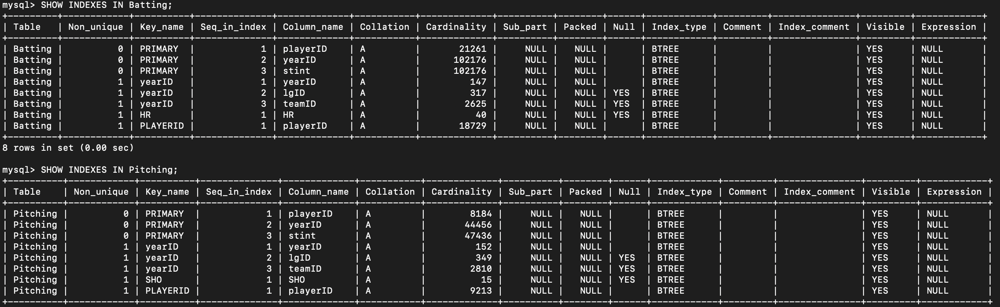 mysql> SHOW INDEXES IN Batting;
+---------+------------+----------+--------------+-------------+-----------+-------------+----------+--------+------+------------+---------+---------------+---------+------------+
| Table   | Non_unique | Key_name | Seq_in_index | Column_name | Collation | Cardinality | Sub_part | Packed | Null | Index_type | Comment | Index_comment | Visible | Expression |
+---------+------------+----------+--------------+-------------+-----------+-------------+----------+--------+------+------------+---------+---------------+---------+------------+
| Batting |          0 | PRIMARY  |            1 | playerID    | A         |       21261 |     NULL |   NULL |      | BTREE      |         |               | YES     | NULL       |
| Batting |          0 | PRIMARY  |            2 | yearID      | A         |      102176 |     NULL |   NULL |      | BTREE      |         |               | YES     | NULL       |
| Batting |          0 | PRIMARY  |            3 | stint       | A         |      102176 |     NULL |   NULL |      | BTREE      |         |               | YES     | NULL       |
| Batting |          1 | yearID   |            1 | yearID      | A         |         147 |     NULL |   NULL |      | BTREE      |         |               | YES     | NULL       |
| Batting |          1 | yearID   |            2 | lgID        | A         |         317 |     NULL |   NULL | YES  | BTREE      |         |               | YES     | NULL       |
| Batting |          1 | yearID   |            3 | teamID      | A         |        2625 |     NULL |   NULL | YES  | BTREE      |         |               | YES     | NULL       |
| Batting |          1 | HR       |            1 | HR          | A         |          40 |     NULL |   NULL | YES  | BTREE      |         |               | YES     | NULL       |
| Batting |          1 | PLAYERID |            1 | playerID    | A         |       18729 |     NULL |   NULL |      | BTREE      |         |               | YES     | NULL       |
+---------+------------+----------+--------------+-------------+-----------+-------------+----------+--------+------+------------+---------+---------------+---------+------------+
8 rows in set (0.00 sec)

mysql> SHOW INDEXES IN Pitching;
+----------+------------+----------+--------------+-------------+-----------+-------------+----------+--------+------+------------+---------+---------------+---------+------------+
| Table    | Non_unique | Key_name | Seq_in_index | Column_name | Collation | Cardinality | Sub_part | Packed | Null | Index_type | Comment | Index_comment | Visible | Expression |
+----------+------------+----------+--------------+-------------+-----------+-------------+----------+--------+------+------------+---------+---------------+---------+------------+
| Pitching |          0 | PRIMARY  |            1 | playerID    | A         |        8184 |     NULL |   NULL |      | BTREE      |         |               | YES     | NULL       |
| Pitching |          0 | PRIMARY  |            2 | yearID      | A         |       44456 |     NULL |   NULL |      | BTREE      |         |               | YES     | NULL       |
| Pitching |          0 | PRIMARY  |            3 | stint       | A         |       47436 |     NULL |   NULL |      | BTREE      |         |               | YES     | NULL       |
| Pitching |          1 | yearID   |            1 | yearID      | A         |         152 |     NULL |   NULL |      | BTREE      |         |               | YES     | NULL       |
| Pitching |          1 | yearID   |            2 | lgID        | A         |         349 |     NULL |   NULL | YES  | BTREE      |         |               | YES     | NULL       |
| Pitching |          1 | yearID   |            3 | teamID      | A         |        2810 |     NULL |   NULL | YES  | BTREE      |         |               | YES     | NULL       |
| Pitching |          1 | SHO      |            1 | SHO         | A         |          15 |     NULL |   NULL | YES  | BTREE      |         |               | YES     | NULL       |
| Pitching |          1 | PLAYERID |            1 | playerID    | A         |        9213 |     NULL |   NULL |      | BTREE      |         |               | YES     | NULL       |
+----------+------------+----------+--------------+-------------+-----------+-------------+----------+--------+------+------------+---------+---------------+---------+------------+